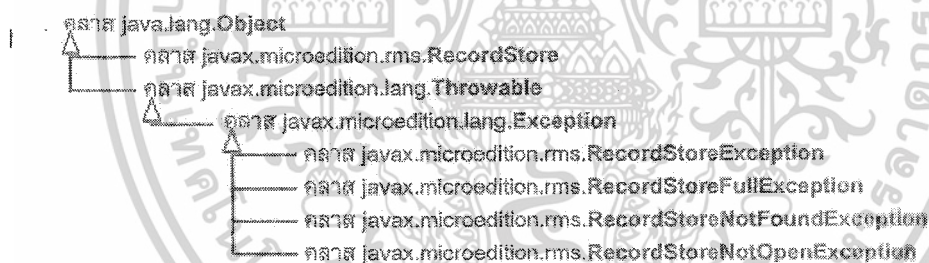 คลาส java.lang.Object
คลาส javax.microedition.rms.RecordStore
คลาส javax.microedition.lang.Throwable
คลาส javax.microedition.lang.Exception
คลาส javax.microedition.rms.RecordStoreException
คลาส javax.microedition.rms.RecordStoreFullException
คลาส javax.microedition.rms.RecordStoreNotFoundException
คลาส javax.microedition.rms.RecordStoreNotOpenException